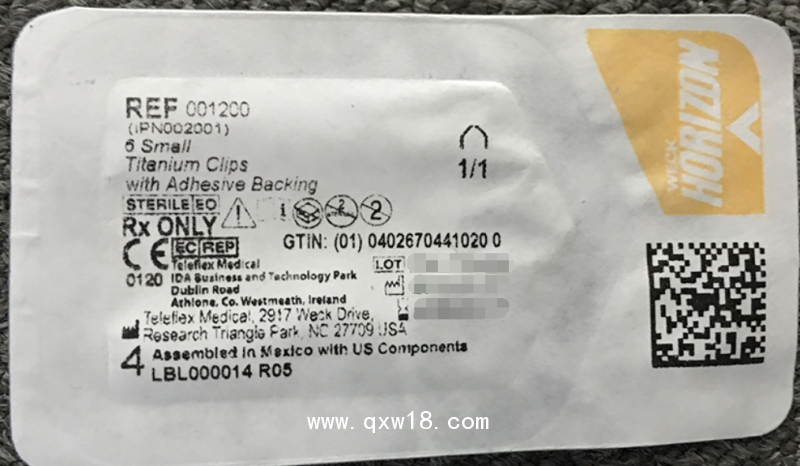 REF 001200
(IPN002001)
6 Small
Titanium Clips
with Adhesive Backing
1/1
STERILE EO
Rx ONLY
GTIN: (01) 0402670441020 0
EC REP
0120
Teleflex Medical
IDA Business and Technology Park
Dublin Road
Athlone, Co. Westmeath, Ireland
LOT
Teleflex Medical, 2917 Weck Drive,
Research Triangle Park, NC 27709 USA
4 Assembled in Mexico with US Components
LBL000014 R05
WECK
HORIZON
www.qxw18.com